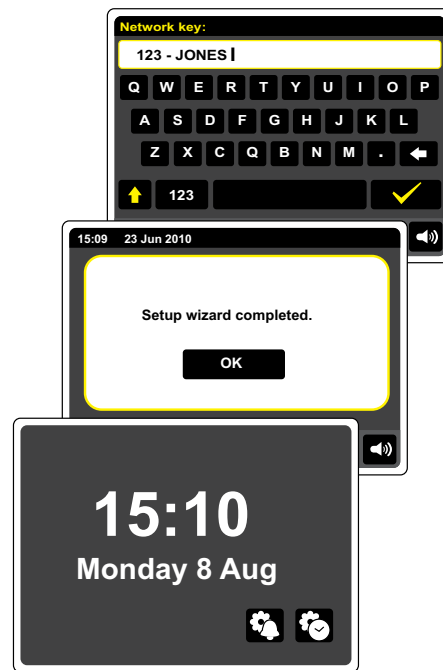 Network key:
123 - JONES
Q W E R T Y U I O P
A S D F G H J K L
Z X C Q B N M .
123
15:09 23 Jun 2010
Setup wizard completed.
OK
15:10
Monday 8 Aug